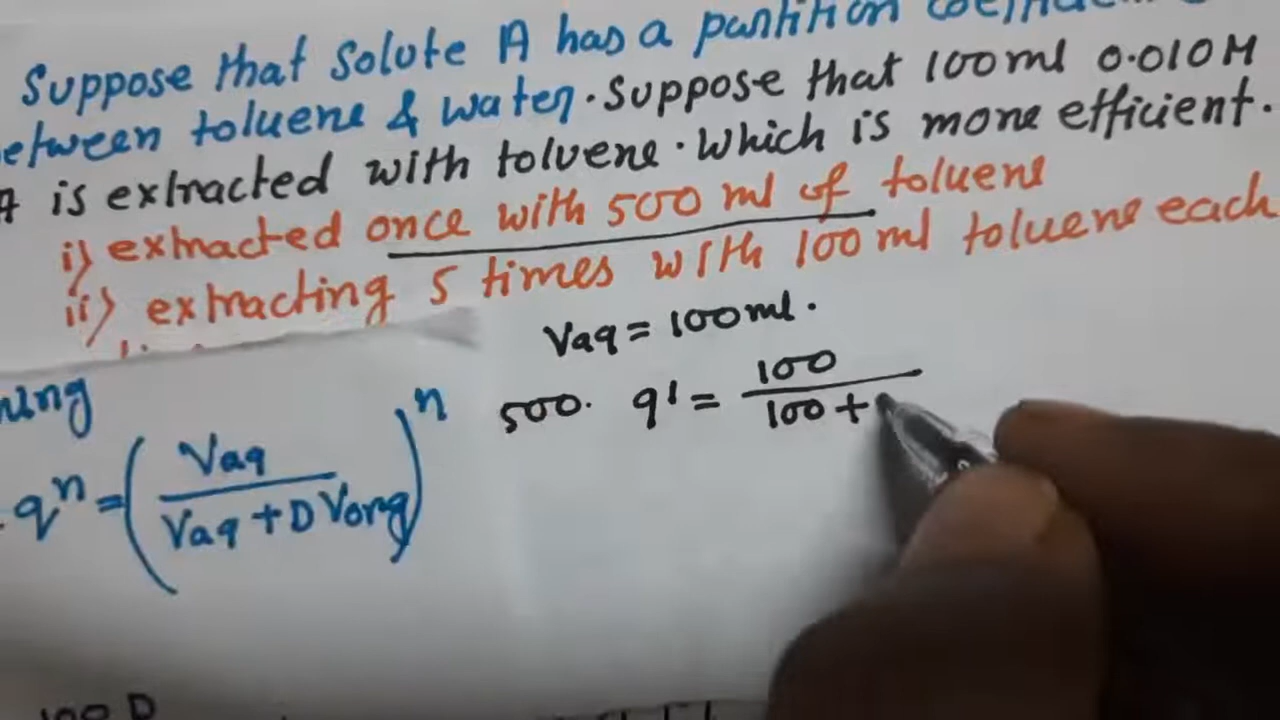 Suppose that Solute A has a partition
etween toluene & water. Suppose that 100ml 0.010M
A is extracted with toluene. Which is more efficient.
i) extracted once with 500 ml of toluene
ii) extracting 5 times with 100 ml toluene each
Vaq = 100ml.
500. q¹ = 100 / 100 +
qⁿ = (Vaq / Vaq + D Vorg)ⁿ
100 D